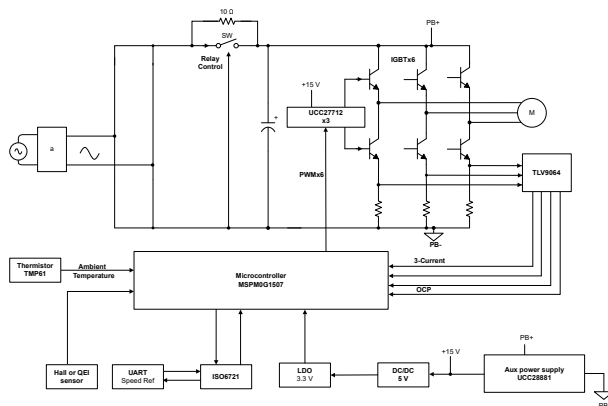 10 Ω
PB+
SW
Relay
Control
IGBTx6
+15 V
+
UCC27712
x3
M
a
PWMx6
TLV9064
PB-
3-Current
Thermistor
TMP61
Ambient
Temperature
Microcontroller
MSPM0G1507
OCP
PB+
+15 V
Hall or QEI
sensor
UART
Speed Ref
ISO6721
LDO
3.3 V
DC/DC
5 V
Aux power supply
UCC28881